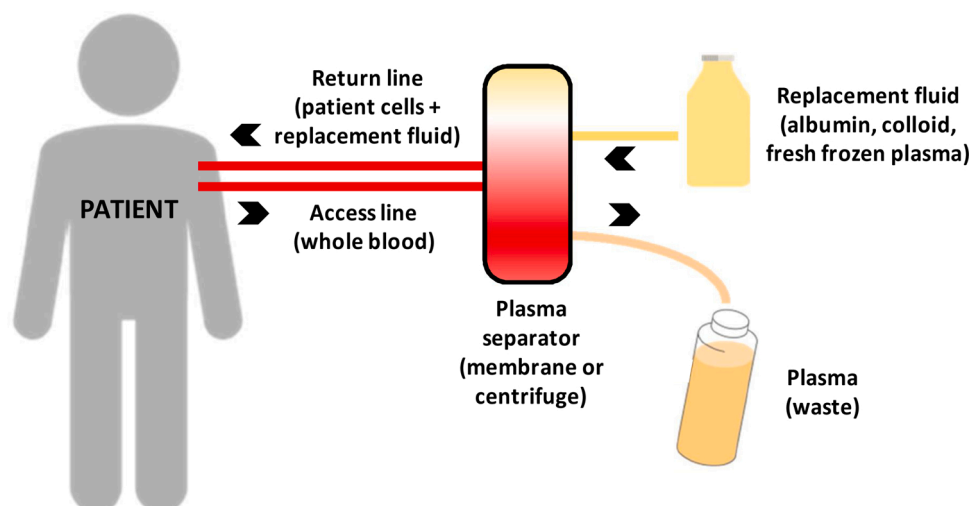 Return line
(patient cells +
replacement fluid)
PATIENT
Access line
(whole blood)
Plasma
separator
(membrane or
centrifuge)
Replacement fluid
(albumin, colloid,
fresh frozen plasma)
Plasma
(waste)